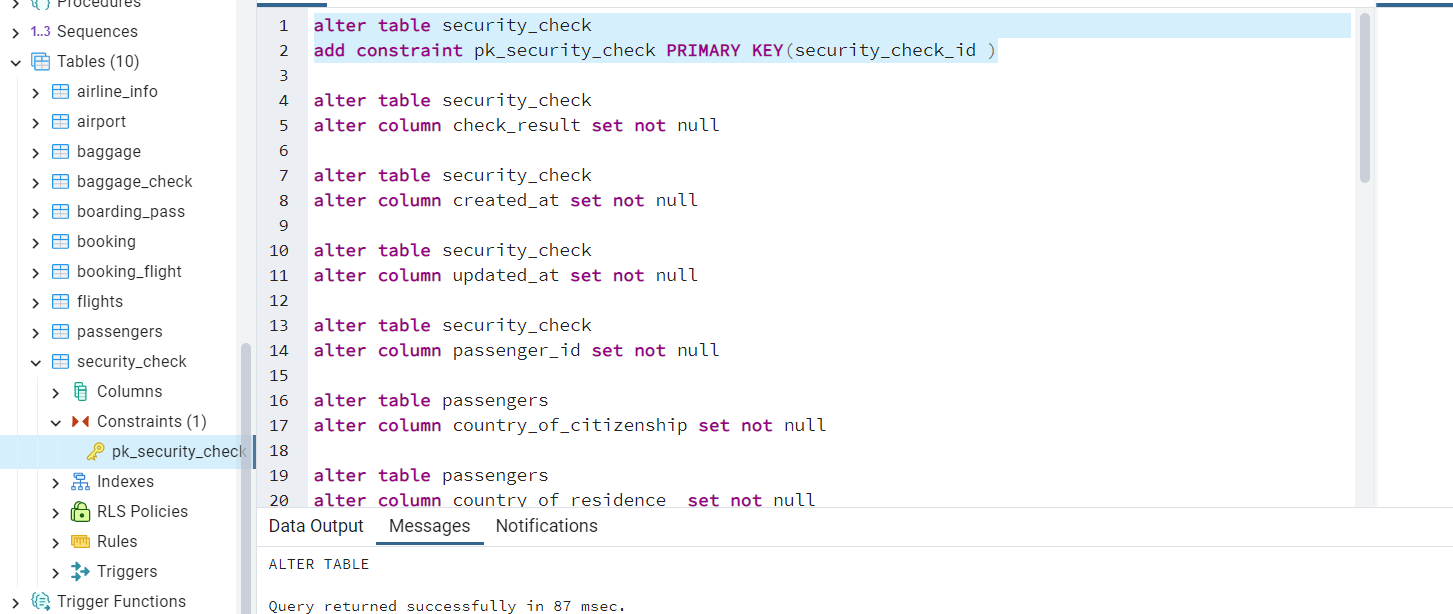 Procedures
1..3 Sequences
Tables (10)
airline_info
airport
baggage
baggage_check
boarding_pass
booking
booking_flight
flights
passengers
security_check
Columns
Constraints (1)
pk_security_check
Indexes
RLS Policies
Rules
Triggers
Trigger Functions
1 alter table security_check
2 add constraint pk_security_check PRIMARY KEY(security_check_id )
3
4 alter table security_check
5 alter column check_result set not null
6
7 alter table security_check
8 alter column created_at set not null
9
10 alter table security_check
11 alter column updated_at set not null
12
13 alter table security_check
14 alter column passenger_id set not null
15
16 alter table passengers
17 alter column country_of_citizenship set not null
18
19 alter table passengers
20 alter column country_of_residence  set not null
Data Output Messages Notifications
ALTER TABLE
Query returned successfully in 87 msec.